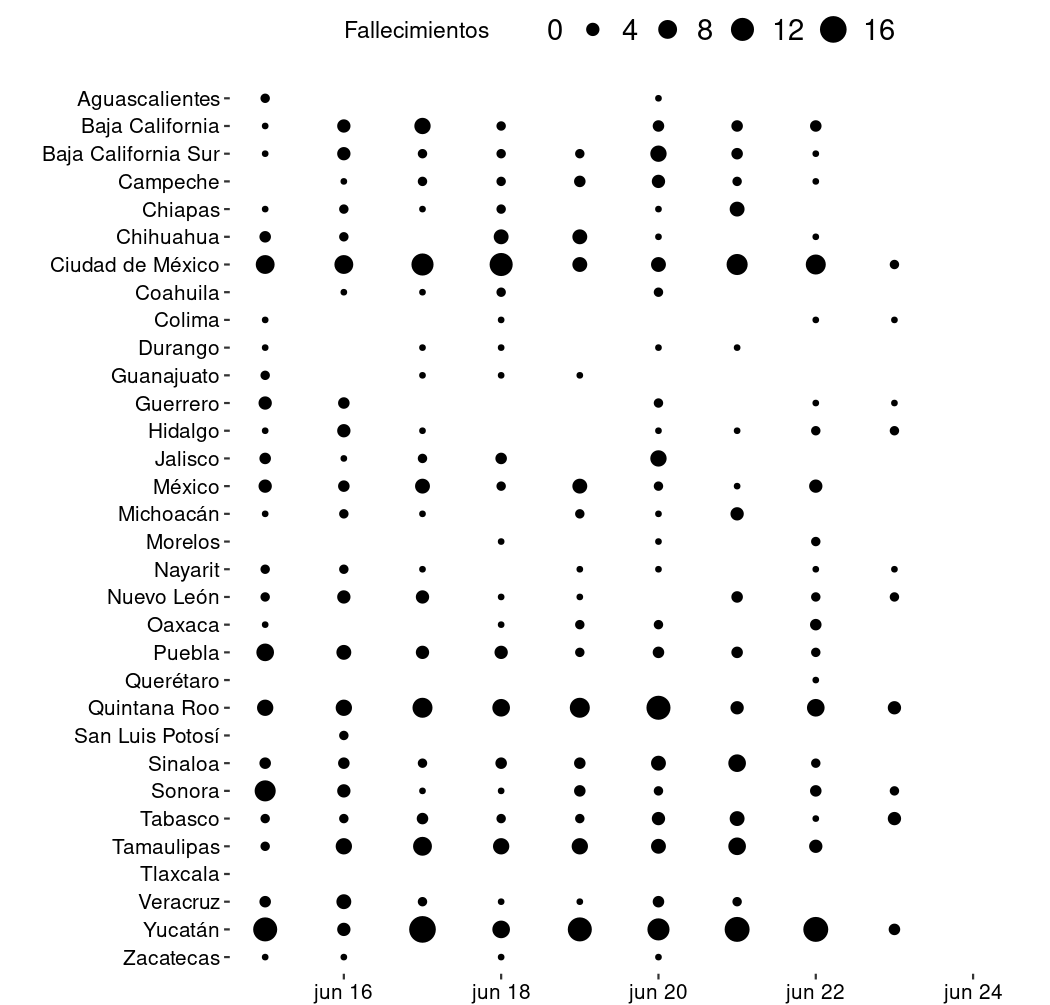 Fallecimientos 0 4 8 12 16
Aguascalientes
Baja California
Baja California Sur
Campeche
Chiapas
Chihuahua
Ciudad de México
Coahuila
Colima
Durango
Guanajuato
Guerrero
Hidalgo
Jalisco
México
Michoacán
Morelos
Nayarit
Nuevo León
Oaxaca
Puebla
Querétaro
Quintana Roo
San Luis Potosí
Sinaloa
Sonora
Tabasco
Tamaulipas
Tlaxcala
Veracruz
Yucatán
Zacatecas
jun 16 jun 18 jun 20 jun 22 jun 24